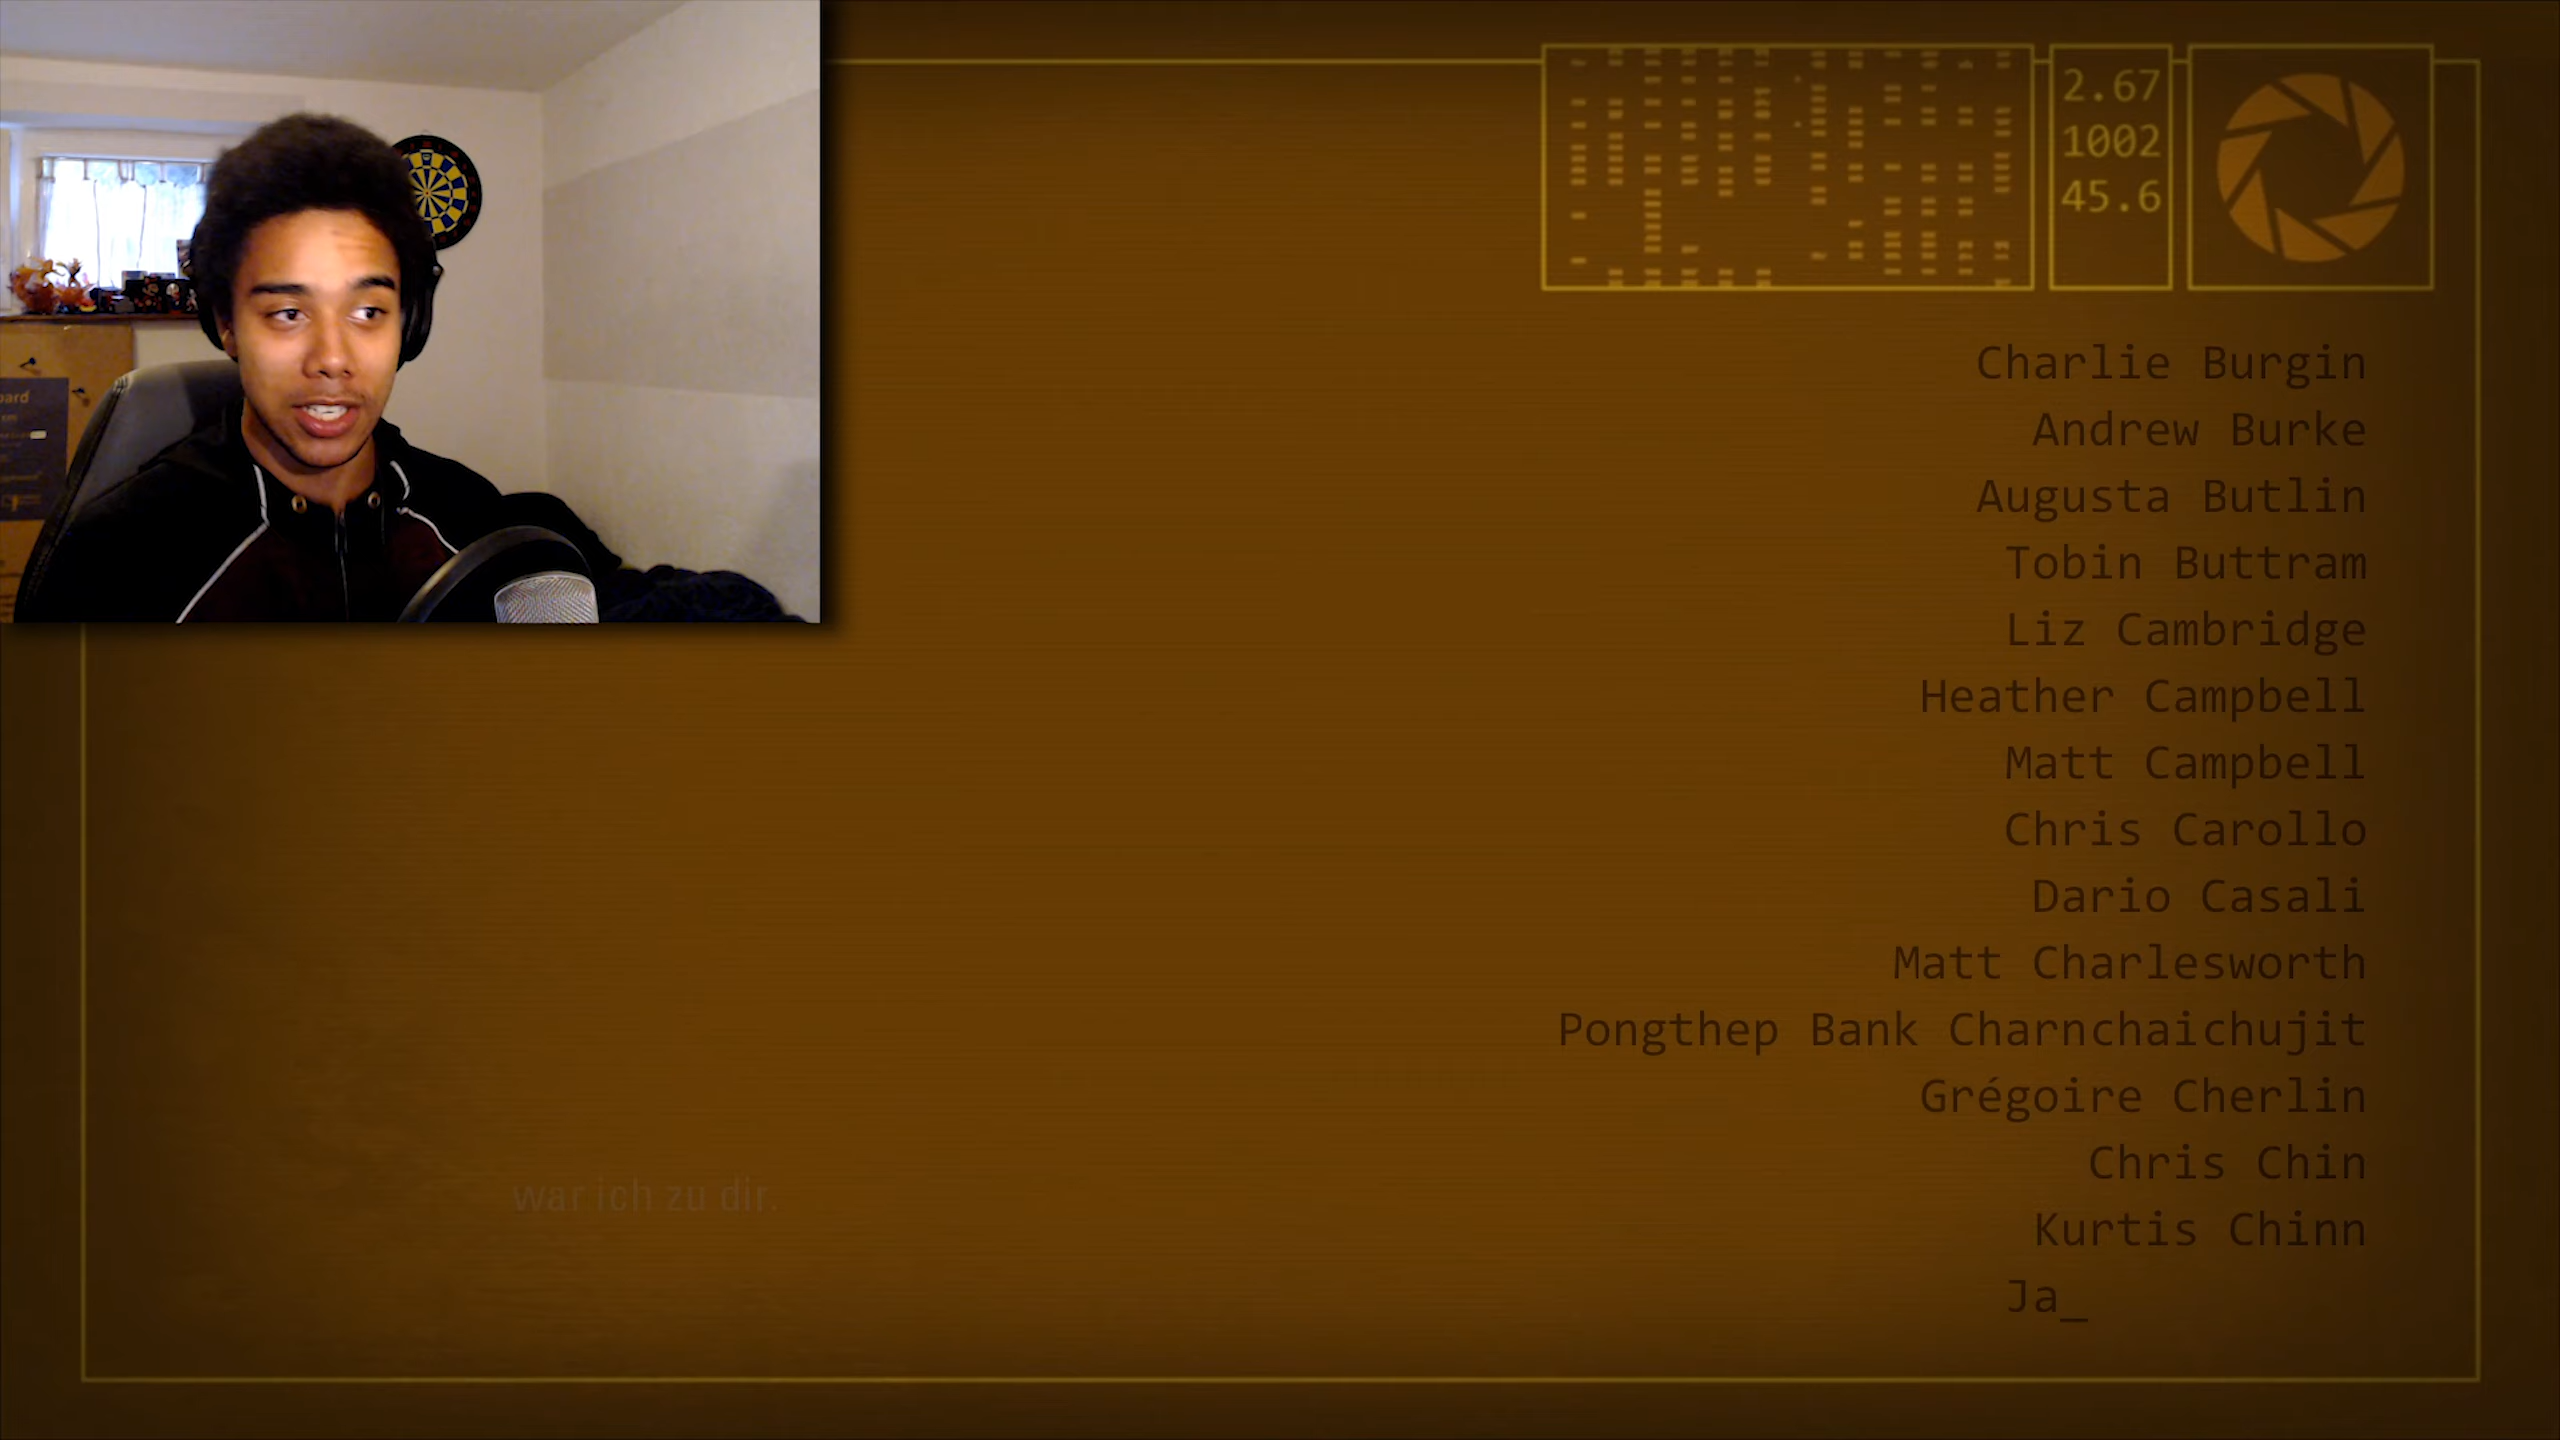 2.67
1002
45.6
Charlie Burgin
Andrew Burke
Augusta Butlin
Tobin Buttram
Liz Cambridge
Heather Campbell
Matt Campbell
Chris Carollo
Dario Casali
Matt Charlesworth
Pongthep Bank Charnchaichujit
Grégoire Cherlin
Chris Chin
Kurtis Chinn
Ja_
war ich zu dir.